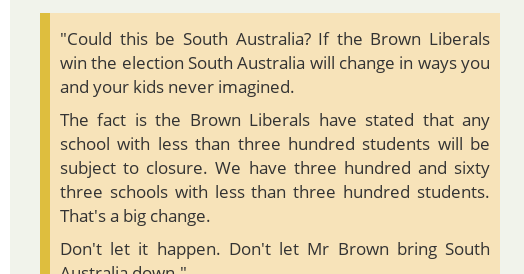 "Could this be South Australia? If the Brown Liberals
win the election South Australia will change in ways you
and your kids never imagined.
The fact is the Brown Liberals have stated that any
school with less than three hundred students will be
subject to closure. We have three hundred and sixty
three schools with less than three hundred students.
That's a big change.
Don't let it happen. Don't let Mr Brown bring South
Australia down."